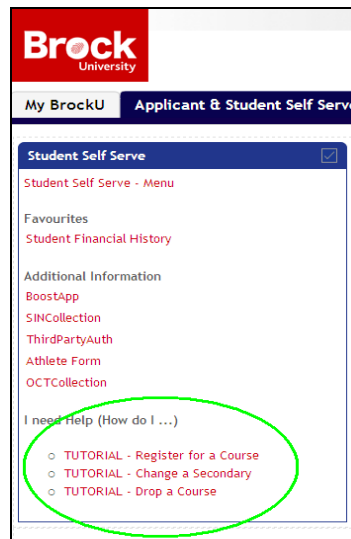 Brock
University
My BrockU Applicant & Student Self Serv
Student Self Serve
Student Self Serve - Menu
Favourites
Student Financial History
Additional Information
BoostApp
SINCollection
ThirdPartyAuth
Athlete Form
OCTCollection
I need Help (How do I ...)
TUTORIAL - Register for a Course
TUTORIAL - Change a Secondary
TUTORIAL - Drop a Course